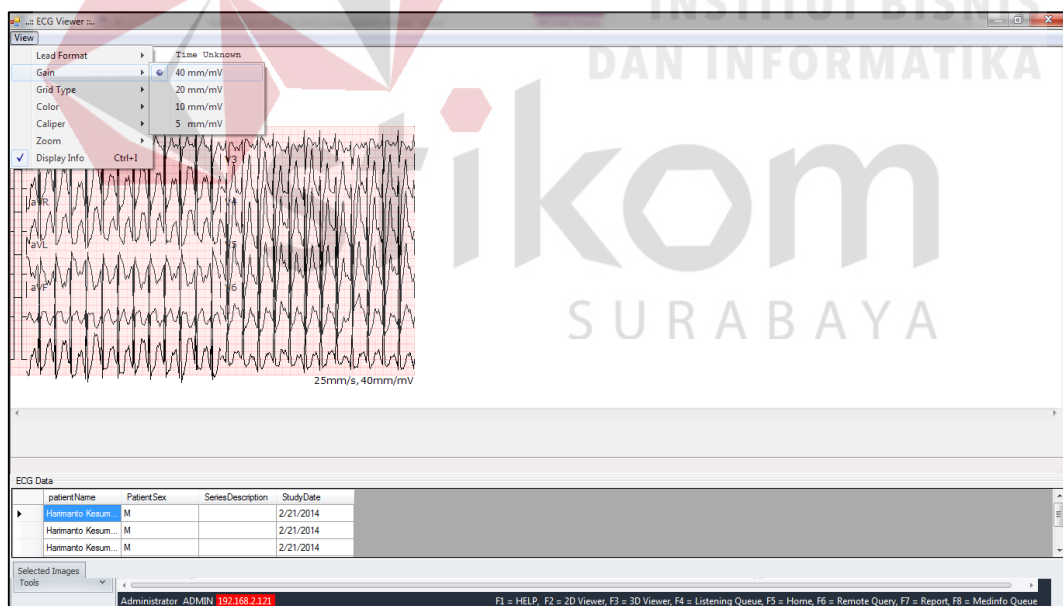 ..:: ECG Viewer ::..
INSTITUT BISNIS
View
DAN INFORMATIKA
Lead Format
Time Unknown
Gain
40 mm/mV
Grid Type
20 mm/mV
Color
10 mm/mV
Caliper
5 mm/mV
Zoom
Display Info Ctrl+I
V3
aVR
V4
aVL
V5
aVF
V6
stikom
SURABAYA
25mm/s,40mm/mV
ECG Data
patientName PatientSex SeriesDescription StudyDate
Harimanto Kesum... M 2/21/2014
Harimanto Kesum... M 2/21/2014
Harimanto Kesum... M 2/21/2014
Selected Images
Tools
Administrator ADMIN 192.168.2.121 F1 = HELP, F2 = 2D Viewer, F3 = 3D Viewer, F4 = Listening Queue, F5 = Home, F6 = Remote Query, F7 = Report, F8 = Medinfo Queue